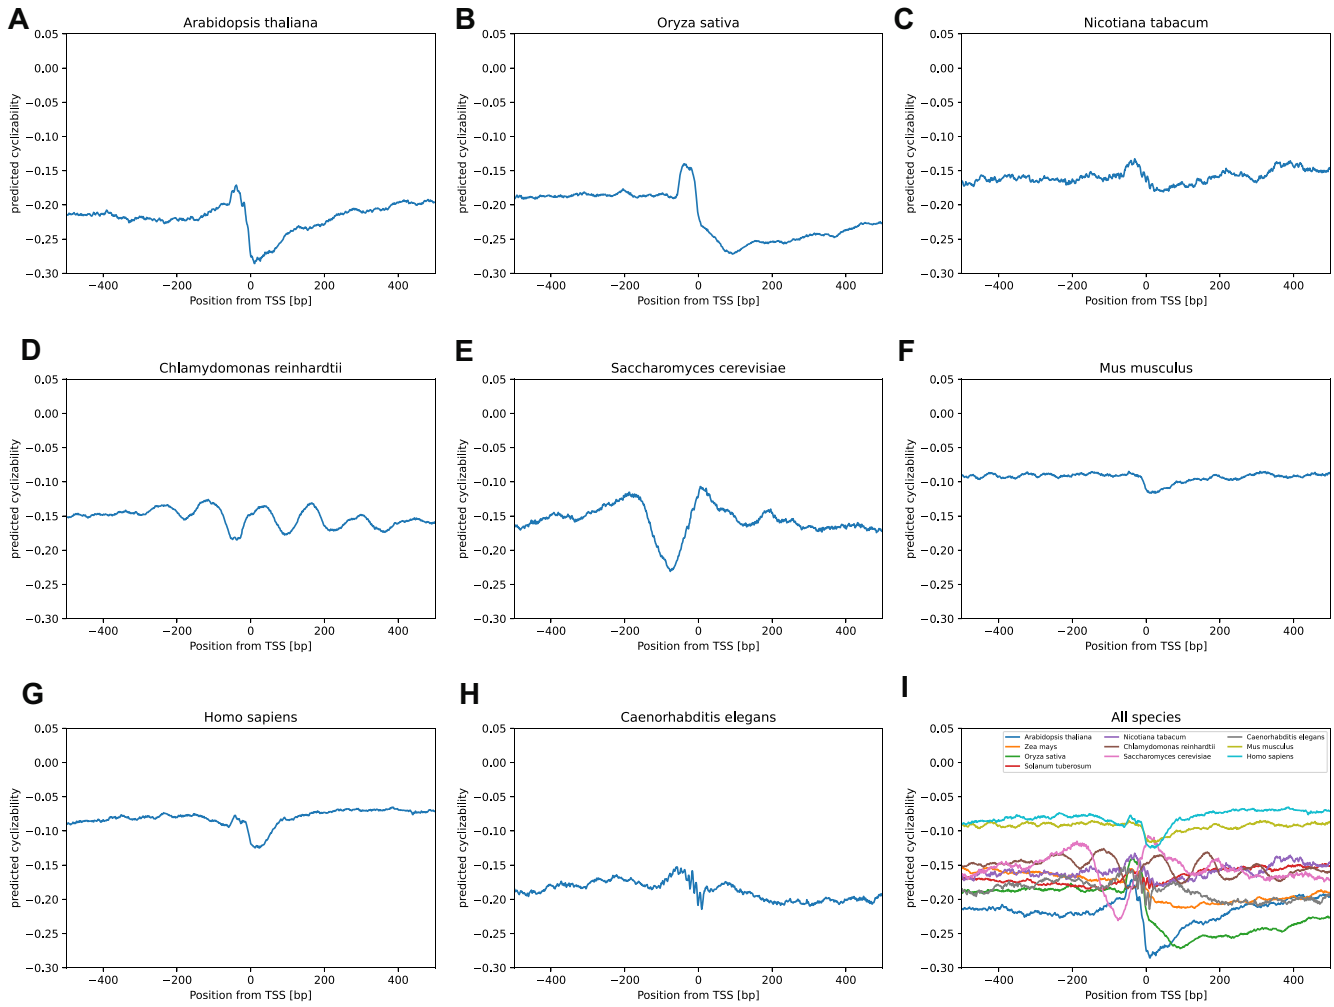 A
Arabidopsis thaliana
0.05
0.00
−0.05
−0.10
−0.15
−0.20
−0.25
−0.30
predicted cyclizability
−400
−200
0
200
400
Position from TSS [bp]
B
Oryza sativa
0.05
0.00
−0.05
−0.10
−0.15
−0.20
−0.25
−0.30
predicted cyclizability
−400
−200
0
200
400
Position from TSS [bp]
C
Nicotiana tabacum
0.05
0.00
−0.05
−0.10
−0.15
−0.20
−0.25
−0.30
predicted cyclizability
−400
−200
0
200
400
Position from TSS [bp]
D
Chlamydomonas reinhardtii
0.05
0.00
−0.05
−0.10
−0.15
−0.20
−0.25
−0.30
predicted cyclizability
−400
−200
0
200
400
Position from TSS [bp]
E
Saccharomyces cerevisiae
0.05
0.00
−0.05
−0.10
−0.15
−0.20
−0.25
−0.30
predicted cyclizability
−400
−200
0
200
400
Position from TSS [bp]
F
Mus musculus
0.05
0.00
−0.05
−0.10
−0.15
−0.20
−0.25
−0.30
predicted cyclizability
−400
−200
0
200
400
Position from TSS [bp]
G
Homo sapiens
0.05
0.00
−0.05
−0.10
−0.15
−0.20
−0.25
−0.30
predicted cyclizability
−400
−200
0
200
400
Position from TSS [bp]
H
Caenorhabditis elegans
0.05
0.00
−0.05
−0.10
−0.15
−0.20
−0.25
−0.30
predicted cyclizability
−400
−200
0
200
400
Position from TSS [bp]
I
All species
0.05
0.00
−0.05
−0.10
−0.15
−0.20
−0.25
−0.30
predicted cyclizability
Arabidopsis thaliana
Zea mays
Oryza sativa
Solanum tuberosum
Nicotiana tabacum
Chlamydomonas reinhardtii
Saccharomyces cerevisiae
Caenorhabditis elegans
Mus musculus
Homo sapiens
−400
−200
0
200
400
Position from TSS [bp]